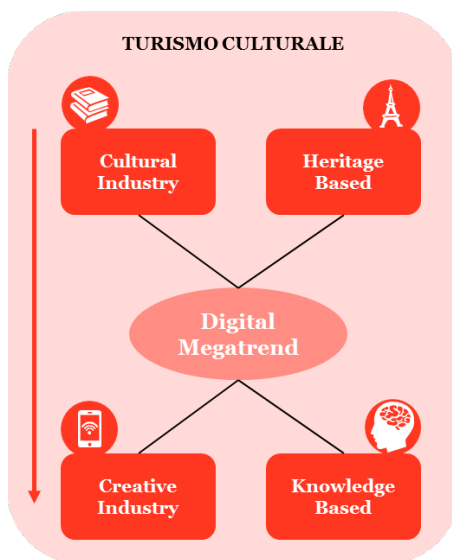 TURISMO CULTURALE
Cultural
Industry
Heritage
Based
Digital
Megatrend
Creative
Industry
Knowledge
Based